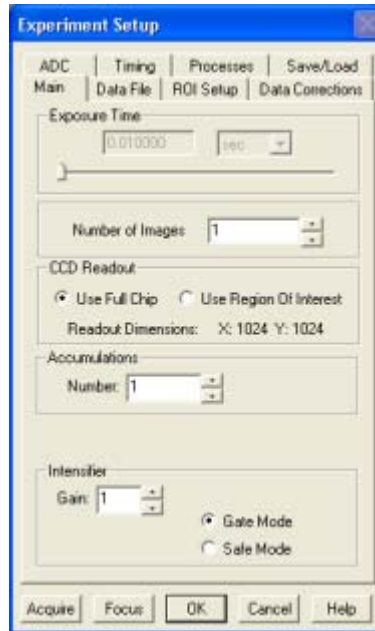 Experiment Setup
ADC Timing Processes Save/Load
Main Data File ROI Setup Data Corrections
Exposure Time
0.010000 sec
Number of Images 1
CCD Readout
Use Full Chip Use Region Of Interest
Readout Dimensions: X: 1024 Y: 1024
Accumulations
Number: 1
Intensifier
Gain: 1
Gate Mode
Safe Mode
Acquire Focus OK Cancel Help